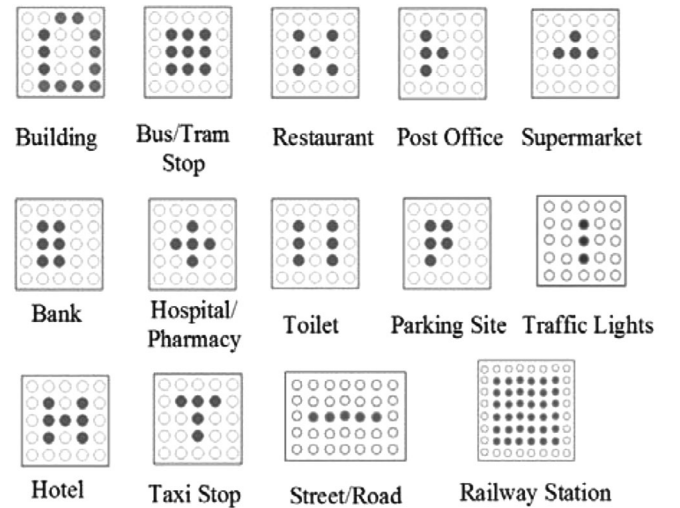 Building Bus/Tram Restaurant Post Office Supermarket
Stop
Bank Hospital/ Toilet Parking Site Traffic Lights
Pharmacy
Hotel Taxi Stop Street/Road Railway Station